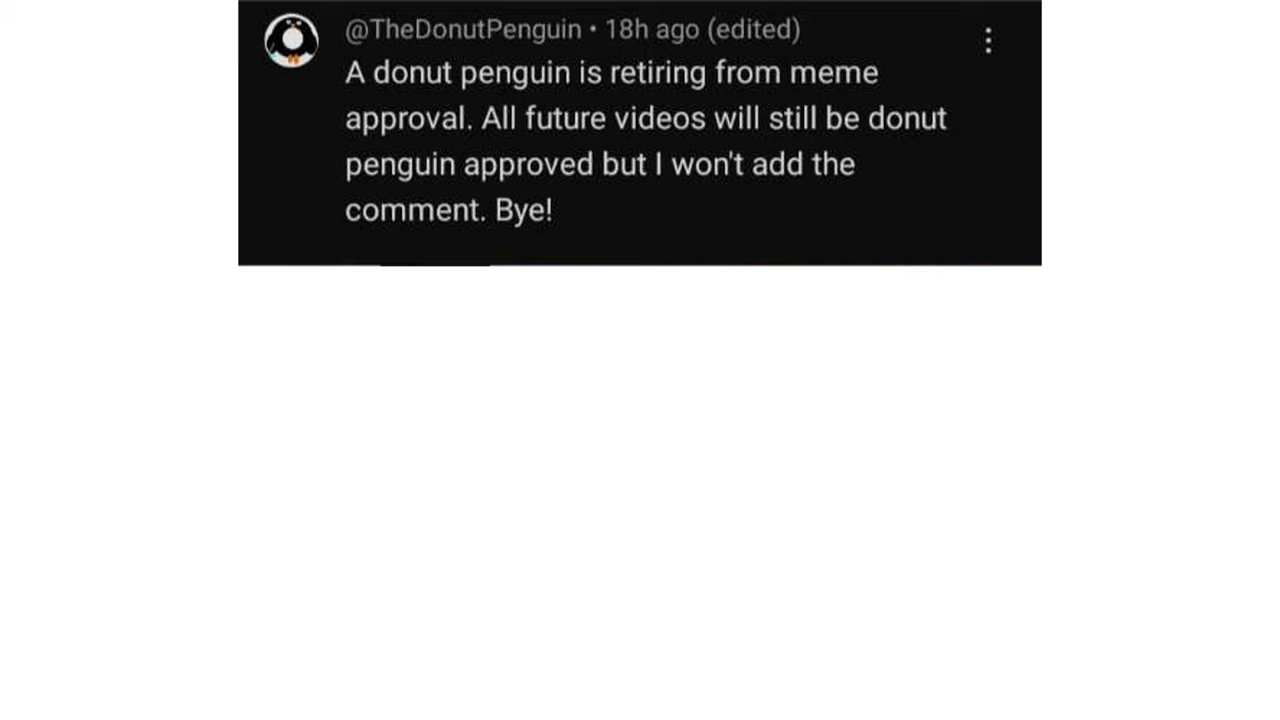 @TheDonutPenguin • 18h ago (edited)
A donut penguin is retiring from meme
approval. All future videos will still be donut
penguin approved but I won't add the
comment. Bye!